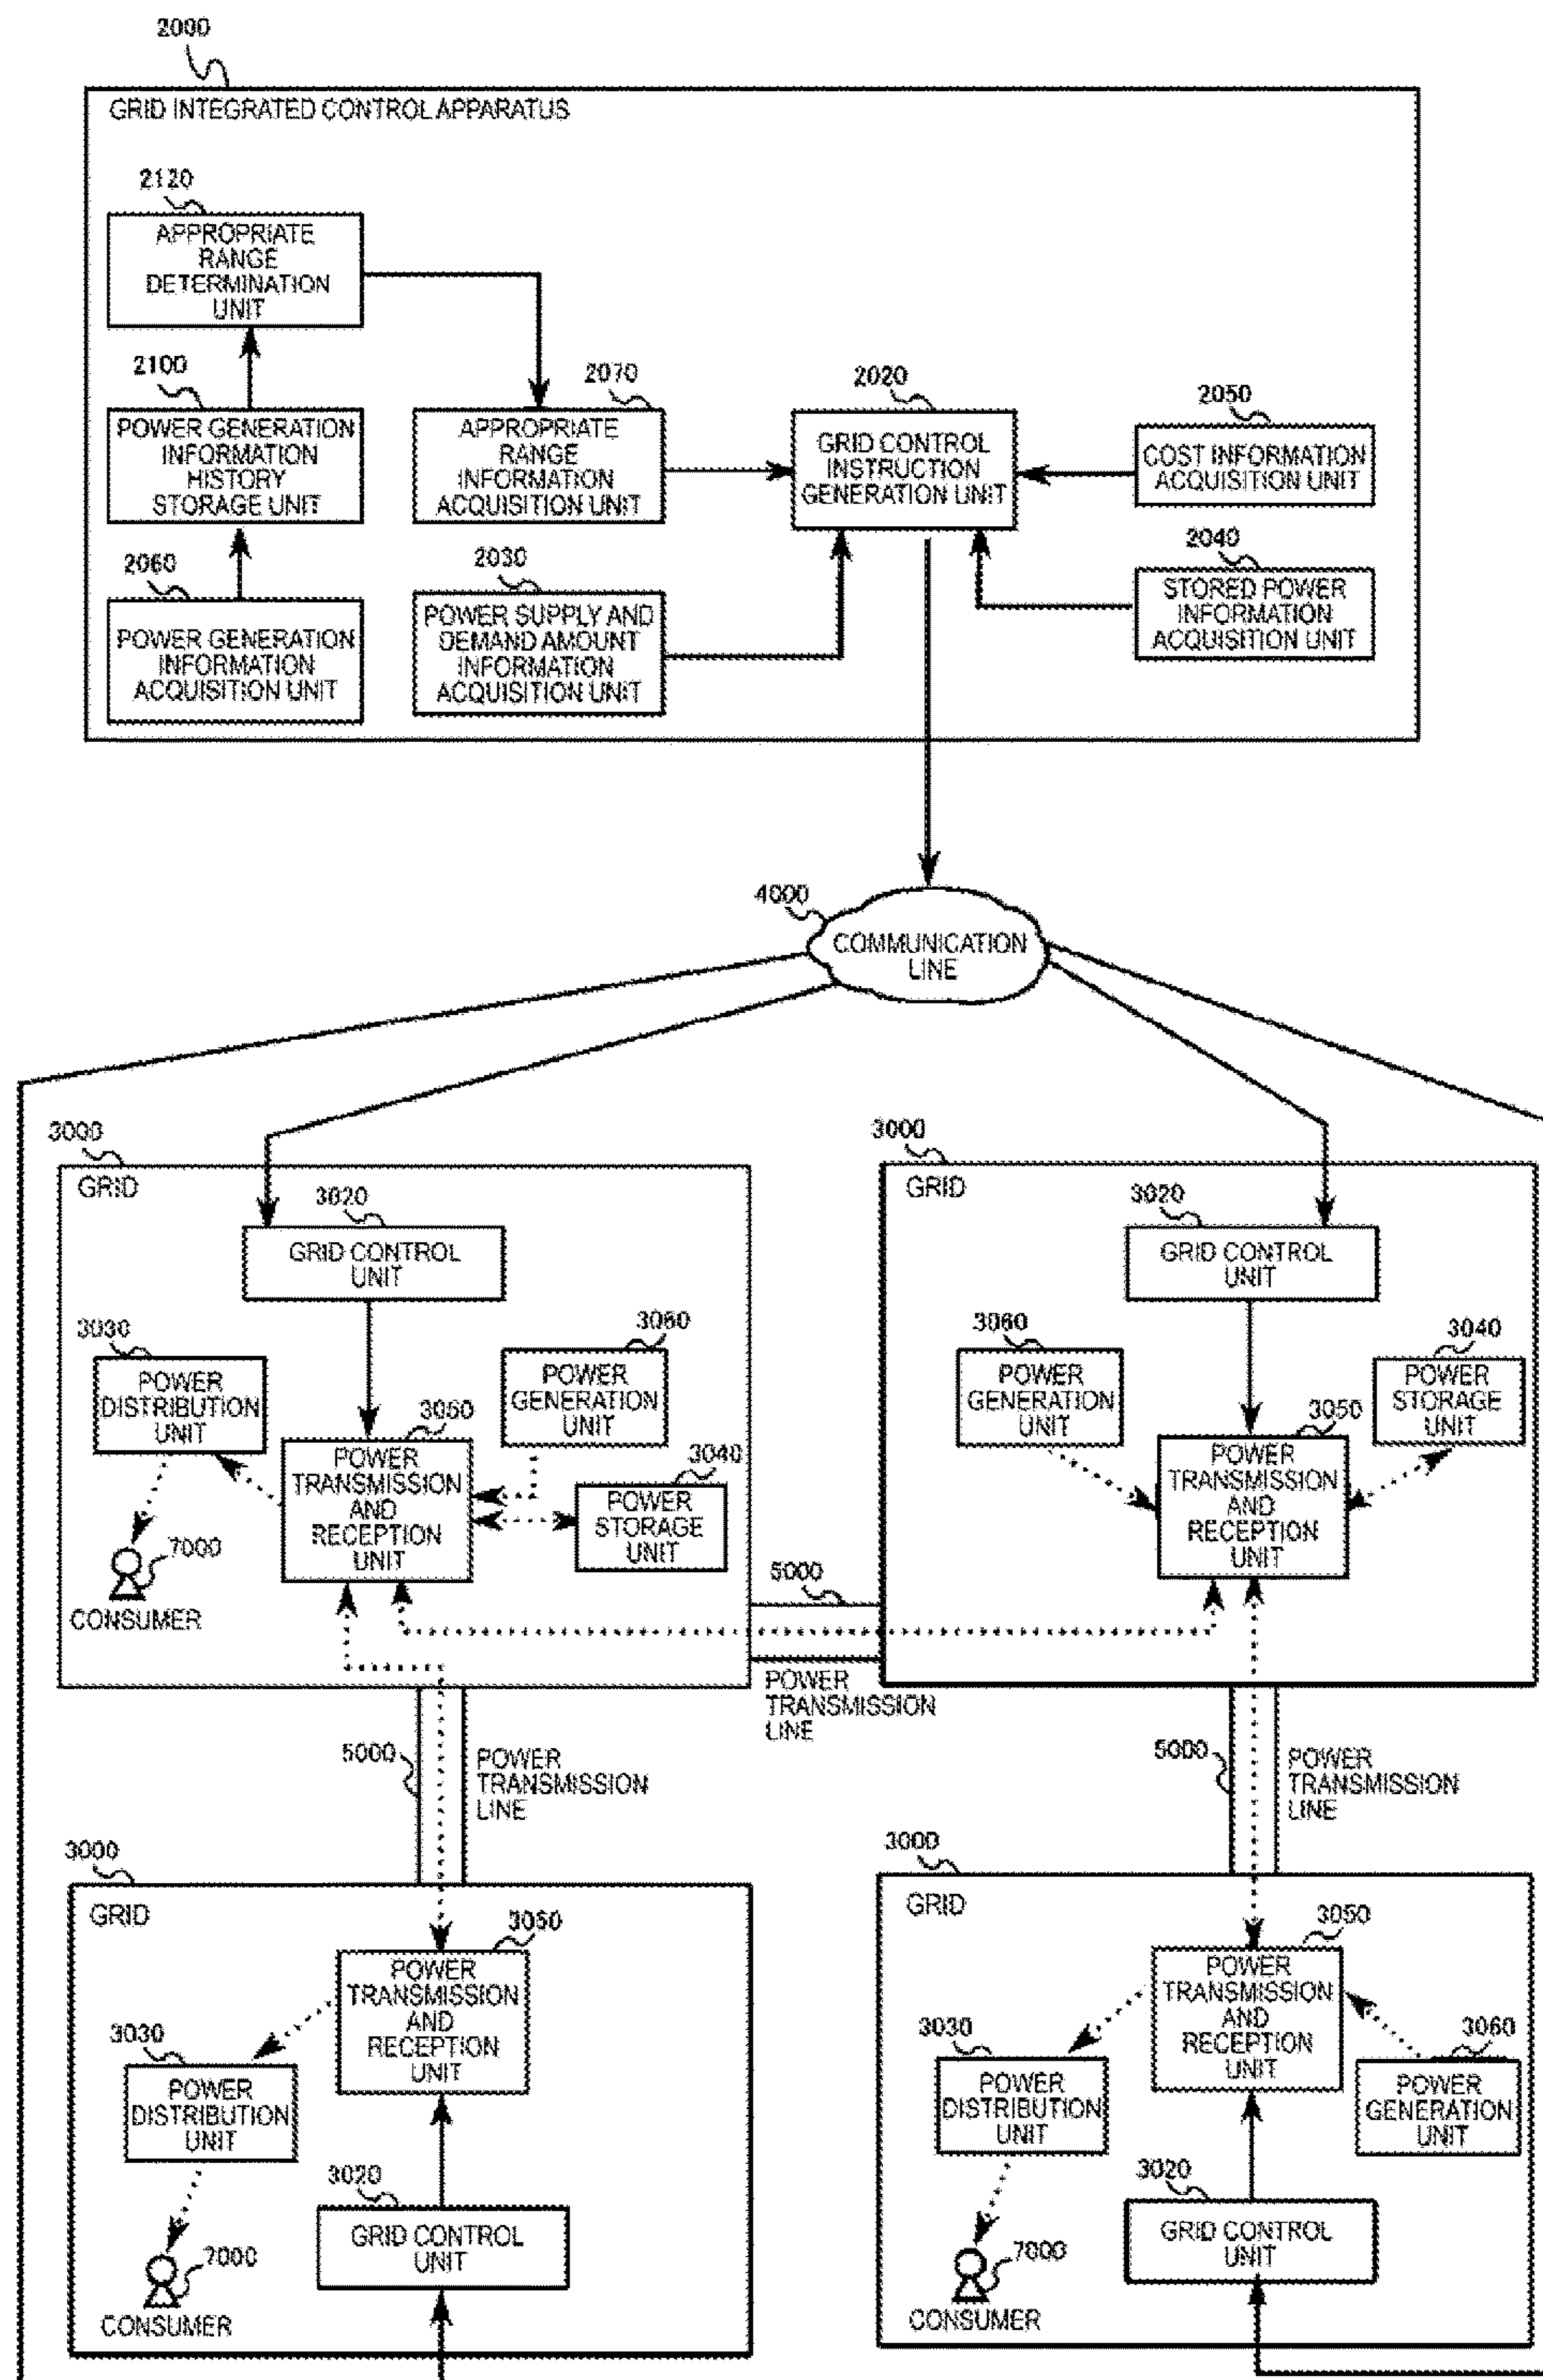 2000
GRID INTEGRATED CONTROL APPARATUS
2120
APPROPRIATE
RANGE
DETERMINATION
UNIT
2100
POWER GENERATION
INFORMATION
HISTORY
STORAGE UNIT
2060
POWER GENERATION
INFORMATION
ACQUISITION UNIT
2070
APPROPRIATE
RANGE
INFORMATION
ACQUISITION UNIT
2030
POWER SUPPLY AND
DEMAND AMOUNT
INFORMATION
ACQUISITION UNIT
2020
GRID CONTROL
INSTRUCTION
GENERATION UNIT
2050
COST INFORMATION
ACQUISITION UNIT
2040
STORED POWER
INFORMATION
ACQUISITION UNIT
4000
COMMUNICATION
LINE
3000
GRID
3020
GRID CONTROL
UNIT
3030
POWER
DISTRIBUTION
UNIT
3060
POWER
GENERATION
UNIT
3050
POWER
TRANSMISSION
AND
RECEPTION
UNIT
3040
POWER
STORAGE
UNIT
7000
CONSUMER
3000
GRID
3020
GRID CONTROL
UNIT
3060
POWER
GENERATION
UNIT
3040
POWER
STORAGE
UNIT
3050
POWER
TRANSMISSION
AND
RECEPTION
UNIT
5000
POWER
TRANSMISSION
LINE
5000
POWER
TRANSMISSION
LINE
5000
POWER
TRANSMISSION
LINE
3000
GRID
3050
POWER
TRANSMISSION
AND
RECEPTION
UNIT
3030
POWER
DISTRIBUTION
UNIT
3020
GRID CONTROL
UNIT
7000
CONSUMER
3000
GRID
3050
POWER
TRANSMISSION
AND
RECEPTION
UNIT
3030
POWER
DISTRIBUTION
UNIT
3060
POWER
GENERATION
UNIT
3020
GRID CONTROL
UNIT
7000
CONSUMER